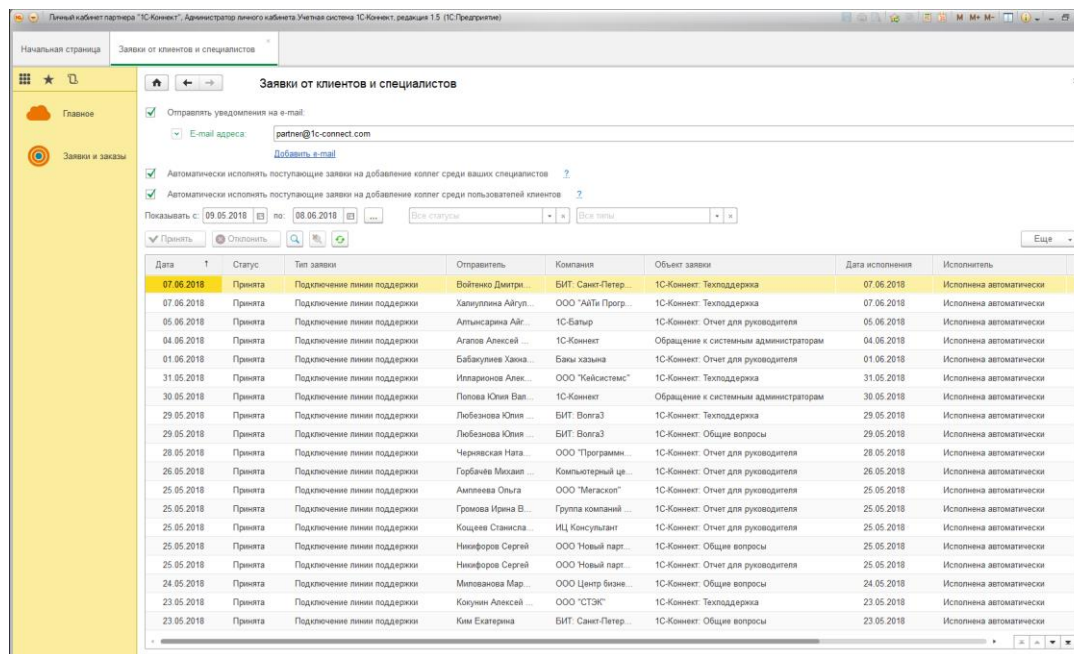 Личный кабинет партнера "1С-Коннект", Администратор личного кабинета Учетная система 1С-Коннект, редакция 1.5 (1С:Предприятие)
M M+ M-
Начальная страница Заявки от клиентов и специалистов
Заявки от клиентов и специалистов
Главное
Заявки и заказы
Отправлять уведомления на e-mail:
E-mail адреса: partner@1c-connect.com
Добавить e-mail
Автоматически исполнять поступающие заявки на добавление коллег среди ваших специалистов ?
Автоматически исполнять поступающие заявки на добавление коллег среди пользователей клиентов ?
Показывать с: 09.05.2018 по: 08.06.2018 ... Все статусы Все типы
Принять Отклонить Еще
Дата Статус Тип заявки Отправитель Компания Объект заявки Дата исполнения Исполнитель
07.06.2018 Принята Подключение линии поддержки Войтенко Дмитри... БИТ: Санкт-Петер... 1С-Коннект: Техподдержка 07.06.2018 Исполнена автоматически
07.06.2018 Принята Подключение линии поддержки Халиуллина Айгул... ООО "АйТи Прогр... 1С-Коннект: Техподдержка 07.06.2018 Исполнена автоматически
05.06.2018 Принята Подключение линии поддержки Алтынсарина Айг... 1С-Батыр 1С-Коннект: Отчет для руководителя 05.06.2018 Исполнена автоматически
04.06.2018 Принята Подключение линии поддержки Агапов Алексей ... 1С-Коннект Обращение к системным администраторам 04.06.2018 Исполнена автоматически
01.06.2018 Принята Подключение линии поддержки Бабакулиев Хакна... Бакы хазына 1С-Коннект: Отчет для руководителя 01.06.2018 Исполнена автоматически
31.05.2018 Принята Подключение линии поддержки Илларионов Алек... ООО "Кейсистемс" 1С-Коннект: Техподдержка 31.05.2018 Исполнена автоматически
30.05.2018 Принята Подключение линии поддержки Попова Юлия Вал... 1С-Коннект Обращение к системным администраторам 30.05.2018 Исполнена автоматически
29.05.2018 Принята Подключение линии поддержки Любезнова Юлия ... БИТ: Волга3 1С-Коннект: Техподдержка 29.05.2018 Исполнена автоматически
29.05.2018 Принята Подключение линии поддержки Любезнова Юлия ... БИТ: Волга3 1С-Коннект: Общие вопросы 29.05.2018 Исполнена автоматически
28.05.2018 Принята Подключение линии поддержки Чернявская Ната... ООО "Программн... 1С-Коннект: Отчет для руководителя 28.05.2018 Исполнена автоматически
26.05.2018 Принята Подключение линии поддержки Горбачёв Михаил ... Компьютерный це... 1С-Коннект: Отчет для руководителя 26.05.2018 Исполнена автоматически
25.05.2018 Принята Подключение линии поддержки Амплеева Ольга ООО "Мегаскоп" 1С-Коннект: Отчет для руководителя 25.05.2018 Исполнена автоматически
25.05.2018 Принята Подключение линии поддержки Громова Ирина В... Группа компаний ... 1С-Коннект: Отчет для руководителя 25.05.2018 Исполнена автоматически
25.05.2018 Принята Подключение линии поддержки Кощеев Станисла... ИЦ Консультант 1С-Коннект: Отчет для руководителя 25.05.2018 Исполнена автоматически
25.05.2018 Принята Подключение линии поддержки Никифоров Сергей ООО 'Новый парт... 1С-Коннект: Общие вопросы 25.05.2018 Исполнена автоматически
25.05.2018 Принята Подключение линии поддержки Никифоров Сергей ООО 'Новый парт... 1С-Коннект: Отчет для руководителя 25.05.2018 Исполнена автоматически
24.05.2018 Принята Подключение линии поддержки Милованова Мар... ООО Центр бизне... 1С-Коннект: Общие вопросы 24.05.2018 Исполнена автоматически
23.05.2018 Принята Подключение линии поддержки Кокунин Алексей ... ООО "СТЭК" 1С-Коннект: Техподдержка 23.05.2018 Исполнена автоматически
23.05.2018 Принята Подключение линии поддержки Ким Екатерина БИТ: Санкт-Петер... 1С-Коннект: Общие вопросы 23.05.2018 Исполнена автоматически